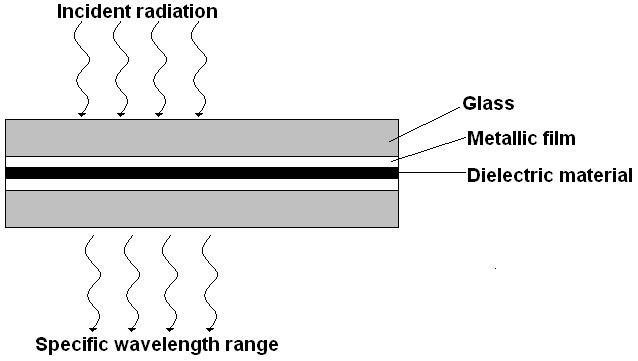 Incident radiation
Glass
Metallic film
Dielectric material
Specific wavelength range